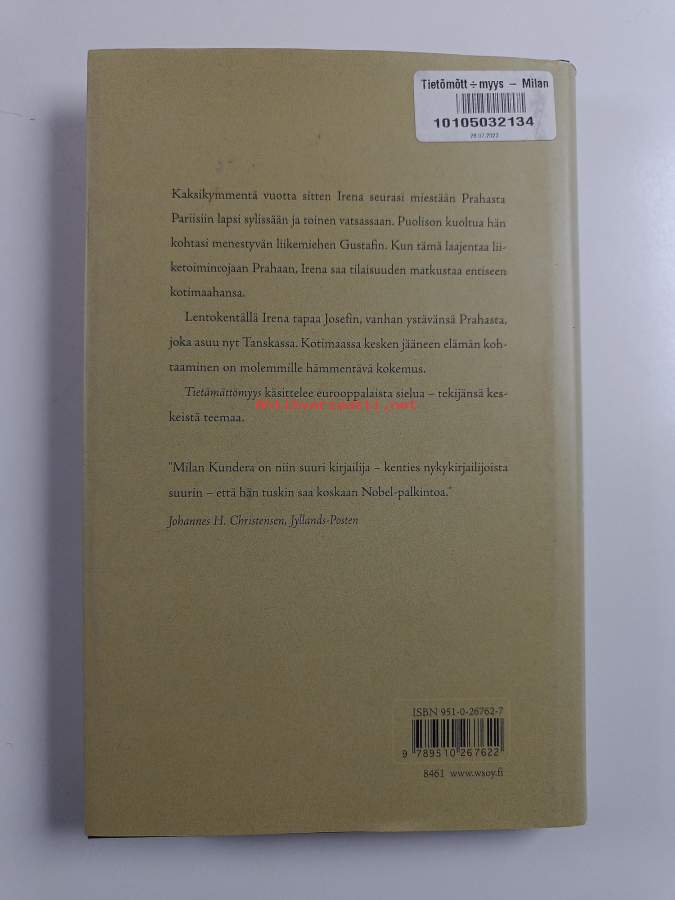 Tietõmõtt÷myys – Milan
10105032134
28.07.2022
Kaksikymmentä vuotta sitten Irena seurasi miestään Prahasta
Pariisiin lapsi sylissään ja toinen vatsassaan. Puolison kuoltua hän
kohtasi menestyvän liikemiehen Gustafin. Kun tämä laajentaa lii-
ketoimintojaan Prahaan, Irena saa tilaisuuden matkustaa entiseen
kotimaahansa.
Lentokentällä Irena tapaa Josefin, vanhan ystävänsä Prahasta,
joka asuu nyt Tanskassa. Kotimaassa kesken jääneen elämän koh-
taaminen on molemmille hämmentävä kokemus.
Tietämättömyys käsittelee eurooppalaista sielua – tekijänsä kes-
Antikvariaatti.net
keistä teemaa.
"Milan Kundera on niin suuri kirjailija – kenties nykykirjailijoista
suurin – että hän tuskin saa koskaan Nobel-palkintoa."
Johannes H. Christensen, Jyllands-Posten
ISBN 951-0-26762-7
9 789510 267622
8461 www.wsoy.fi